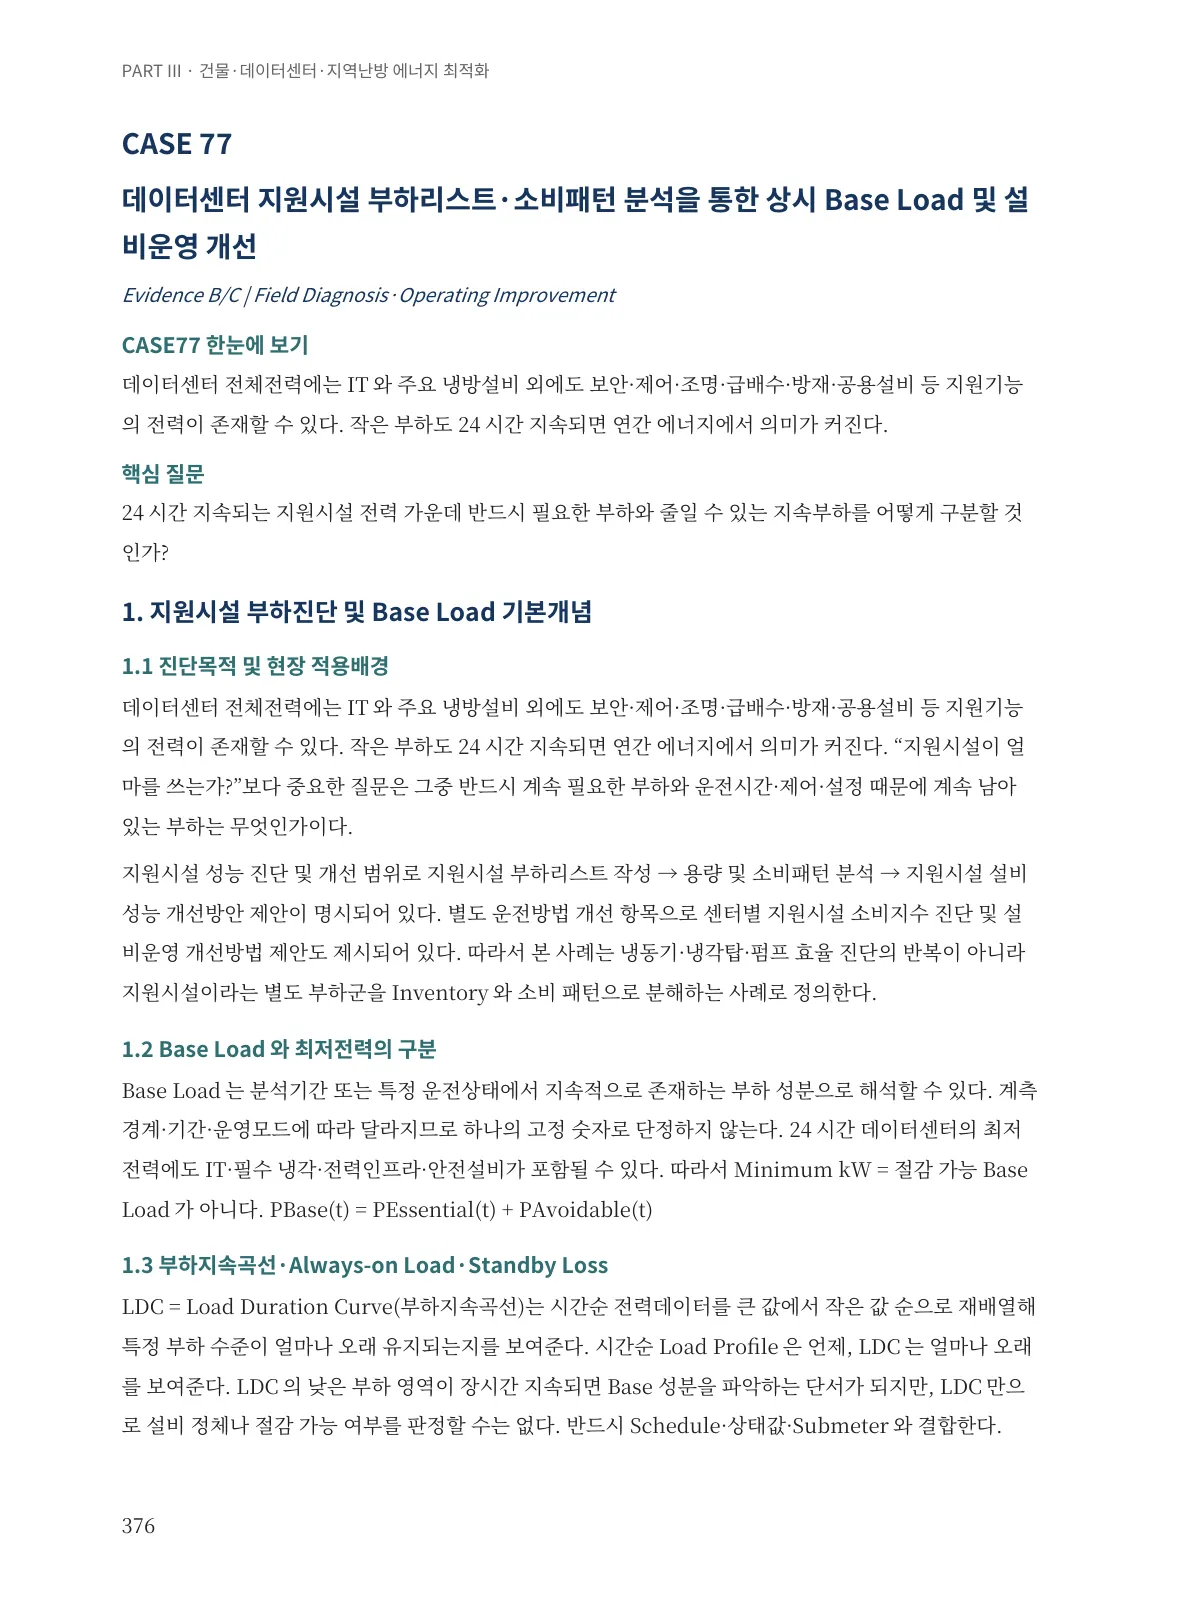 PART III · 건물·데이터센터·지역난방 에너지 최적화
CASE 77
데이터센터 지원시설 부하리스트·소비패턴 분석을 통한 상시 Base Load 및 설
비운영 개선
Evidence B/C | Field Diagnosis·Operating Improvement
CASE77 한눈에 보기
데이터센터 전체전력에는 IT 와 주요 냉방설비 외에도 보안·제어·조명·급배수·방재·공용설비 등 지원기능
의 전력이 존재할 수 있다. 작은 부하도 24 시간 지속되면 연간 에너지에서 의미가 커진다.
핵심 질문
24 시간 지속되는 지원시설 전력 가운데 반드시 필요한 부하와 줄일 수 있는 지속부하를 어떻게 구분할 것
인가?
1. 지원시설 부하진단 및 Base Load 기본개념
1.1 진단목적 및 현장 적용배경
데이터센터 전체전력에는 IT 와 주요 냉방설비 외에도 보안·제어·조명·급배수·방재·공용설비 등 지원기능
의 전력이 존재할 수 있다. 작은 부하도 24 시간 지속되면 연간 에너지에서 의미가 커진다. “지원시설이 얼
마를 쓰는가?”보다 중요한 질문은 그중 반드시 계속 필요한 부하와 운전시간·제어·설정 때문에 계속 남아
있는 부하는 무엇인가이다.
지원시설 성능 진단 및 개선 범위로 지원시설 부하리스트 작성 → 용량 및 소비패턴 분석 → 지원시설 설비
성능 개선방안 제안이 명시되어 있다. 별도 운전방법 개선 항목으로 센터별 지원시설 소비지수 진단 및 설
비운영 개선방법 제안도 제시되어 있다. 따라서 본 사례는 냉동기·냉각탑·펌프 효율 진단의 반복이 아니라
지원시설이라는 별도 부하군을 Inventory 와 소비 패턴으로 분해하는 사례로 정의한다.
1.2 Base Load 와 최저전력의 구분
Base Load 는 분석기간 또는 특정 운전상태에서 지속적으로 존재하는 부하 성분으로 해석할 수 있다. 계측
경계·기간·운영모드에 따라 달라지므로 하나의 고정 숫자로 단정하지 않는다. 24 시간 데이터센터의 최저
전력에도 IT·필수 냉각·전력인프라·안전설비가 포함될 수 있다. 따라서 Minimum kW = 절감 가능 Base
Load 가 아니다. PBase(t) = PEssential(t) + PAvoidable(t)
1.3 부하지속곡선·Always-on Load·Standby Loss
LDC = Load Duration Curve(부하지속곡선)는 시간순 전력데이터를 큰 값에서 작은 값 순으로 재배열해
특정 부하 수준이 얼마나 오래 유지되는지를 보여준다. 시간순 Load Profile 은 언제, LDC 는 얼마나 오래
를 보여준다. LDC 의 낮은 부하 영역이 장시간 지속되면 Base 성분을 파악하는 단서가 되지만, LDC 만으
로 설비 정체나 절감 가능 여부를 판정할 수는 없다. 반드시 Schedule·상태값·Submeter 와 결합한다.
376